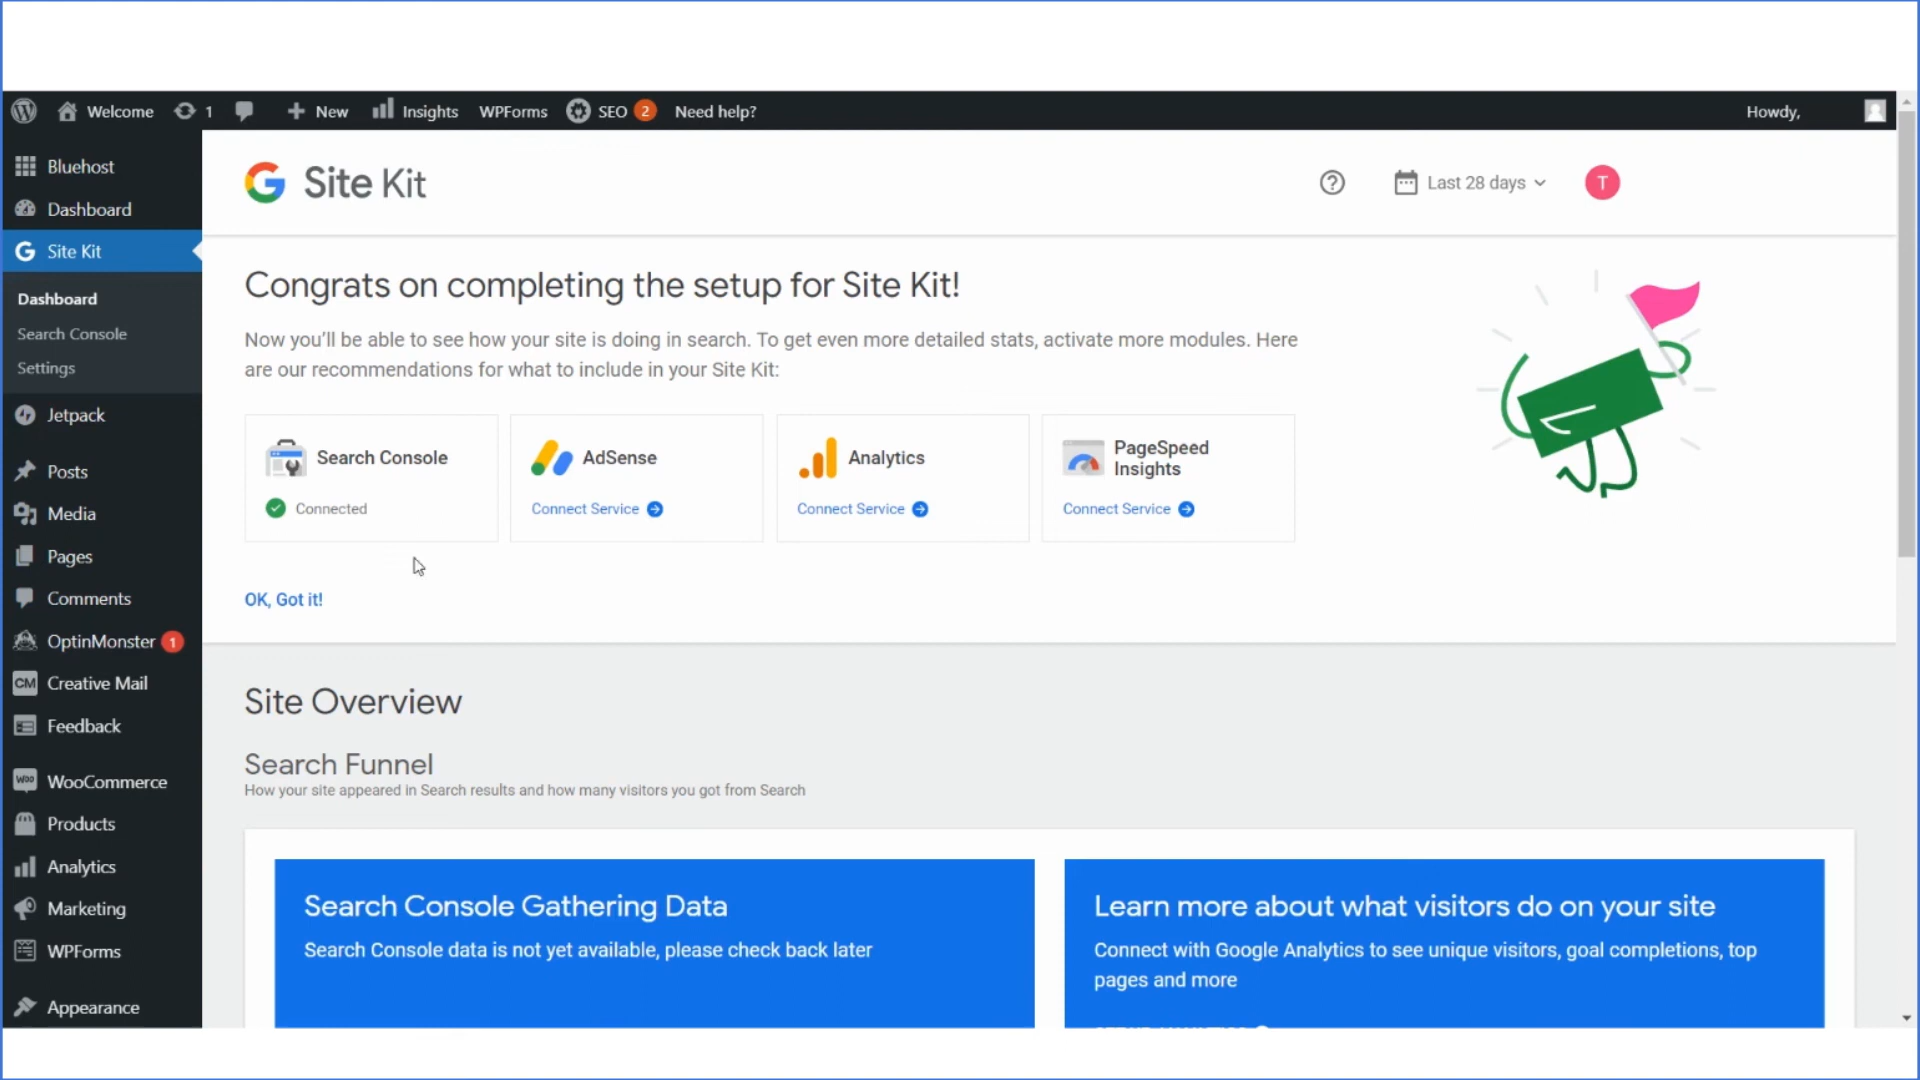 Welcome 1 New Insights WPForms SEO 2 Need help? Howdy,
Bluehost
Dashboard
Site Kit
Dashboard
Search Console
Settings
Jetpack
Posts
Media
Pages
Comments
OptinMonster 1
CM Creative Mail
Feedback
Woo WooCommerce
Products
Analytics
Marketing
WPForms
Appearance
Site Kit
Last 28 days
T
Congrats on completing the setup for Site Kit!
Now you'll be able to see how your site is doing in search. To get even more detailed stats, activate more modules. Here
are our recommendations for what to include in your Site Kit:
Search Console
Connected
AdSense
Connect Service
Analytics
Connect Service
PageSpeed
Insights
Connect Service
OK, Got it!
Site Overview
Search Funnel
How your site appeared in Search results and how many visitors you got from Search
Search Console Gathering Data
Search Console data is not yet available, please check back later
Learn more about what visitors do on your site
Connect with Google Analytics to see unique visitors, goal completions, top
pages and more